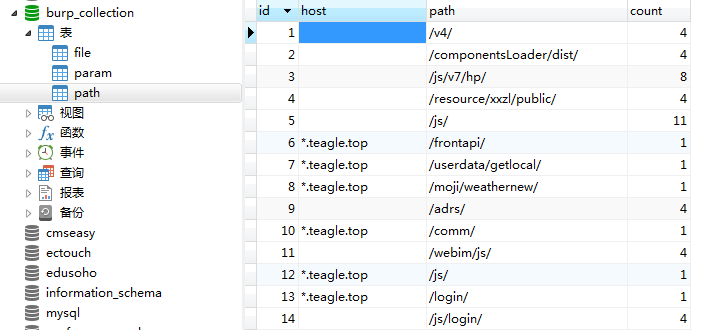 burp_collection
表
file
param
path
视图
函数
事件
查询
报表
备份
cmseasy
ectouch
edusoho
information_schema
mysql
id host path count
1 /v4/ 4
2 /componentsLoader/dist/ 4
3 /js/v7/hp/ 8
4 /resource/xxzl/public/ 4
5 /js/ 11
6 *.teagle.top /frontapi/ 1
7 *.teagle.top /userdata/getlocal/ 1
8 *.teagle.top /moji/weathernew/ 1
9 /adrs/ 4
10 *.teagle.top /comm/ 1
11 /webim/js/ 4
12 *.teagle.top /js/ 1
13 *.teagle.top /login/ 1
14 /js/login/ 4